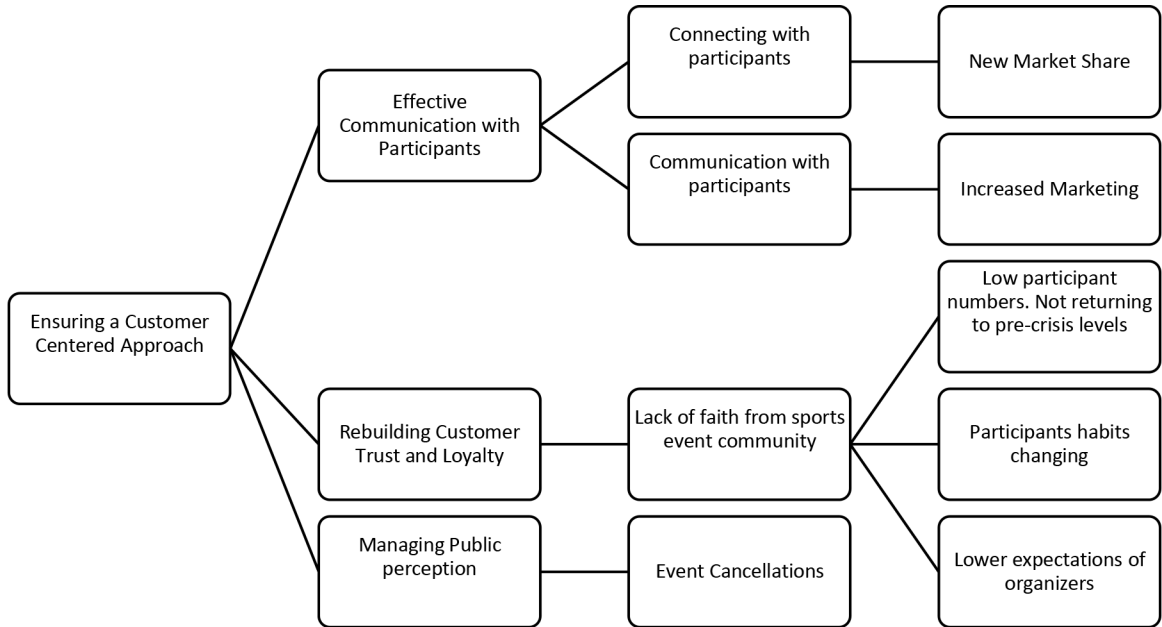 Ensuring a Customer
Centered Approach
Effective
Communication with
Participants
Connecting with
participants
New Market Share
Communication with
participants
Increased Marketing
Rebuilding Customer
Trust and Loyalty
Lack of faith from sports
event community
Low participant
numbers. Not returning
to pre-crisis levels
Participants habits
changing
Lower expectations of
organizers
Managing Public
perception
Event Cancellations